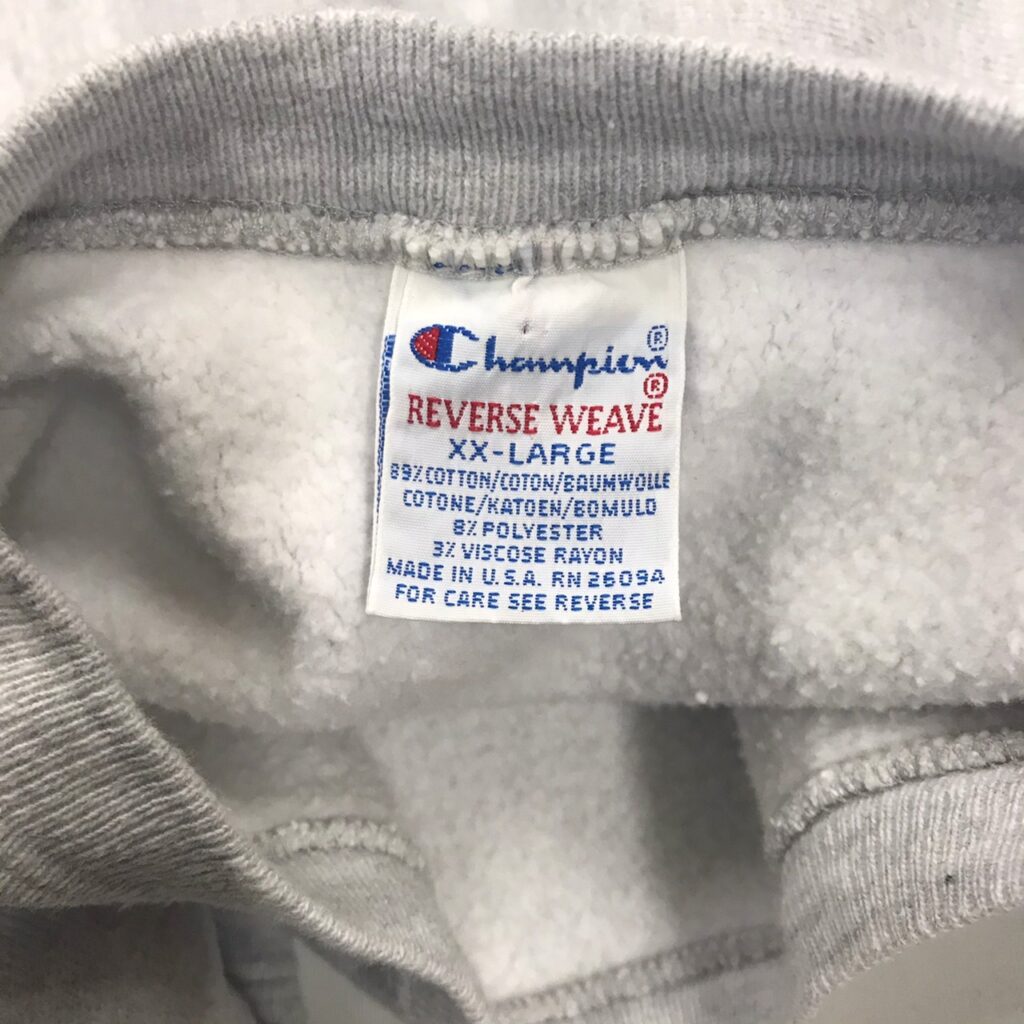 Champion®
REVERSE WEAVE®
XX-LARGE
89% COTTON/COTON/BAUMWOLLE
COTONE/KATOEN/BOMULD
8% POLYESTER
3% VISCOSE RAYON
MADE IN U.S.A. RN 26094
FOR CARE SEE REVERSE